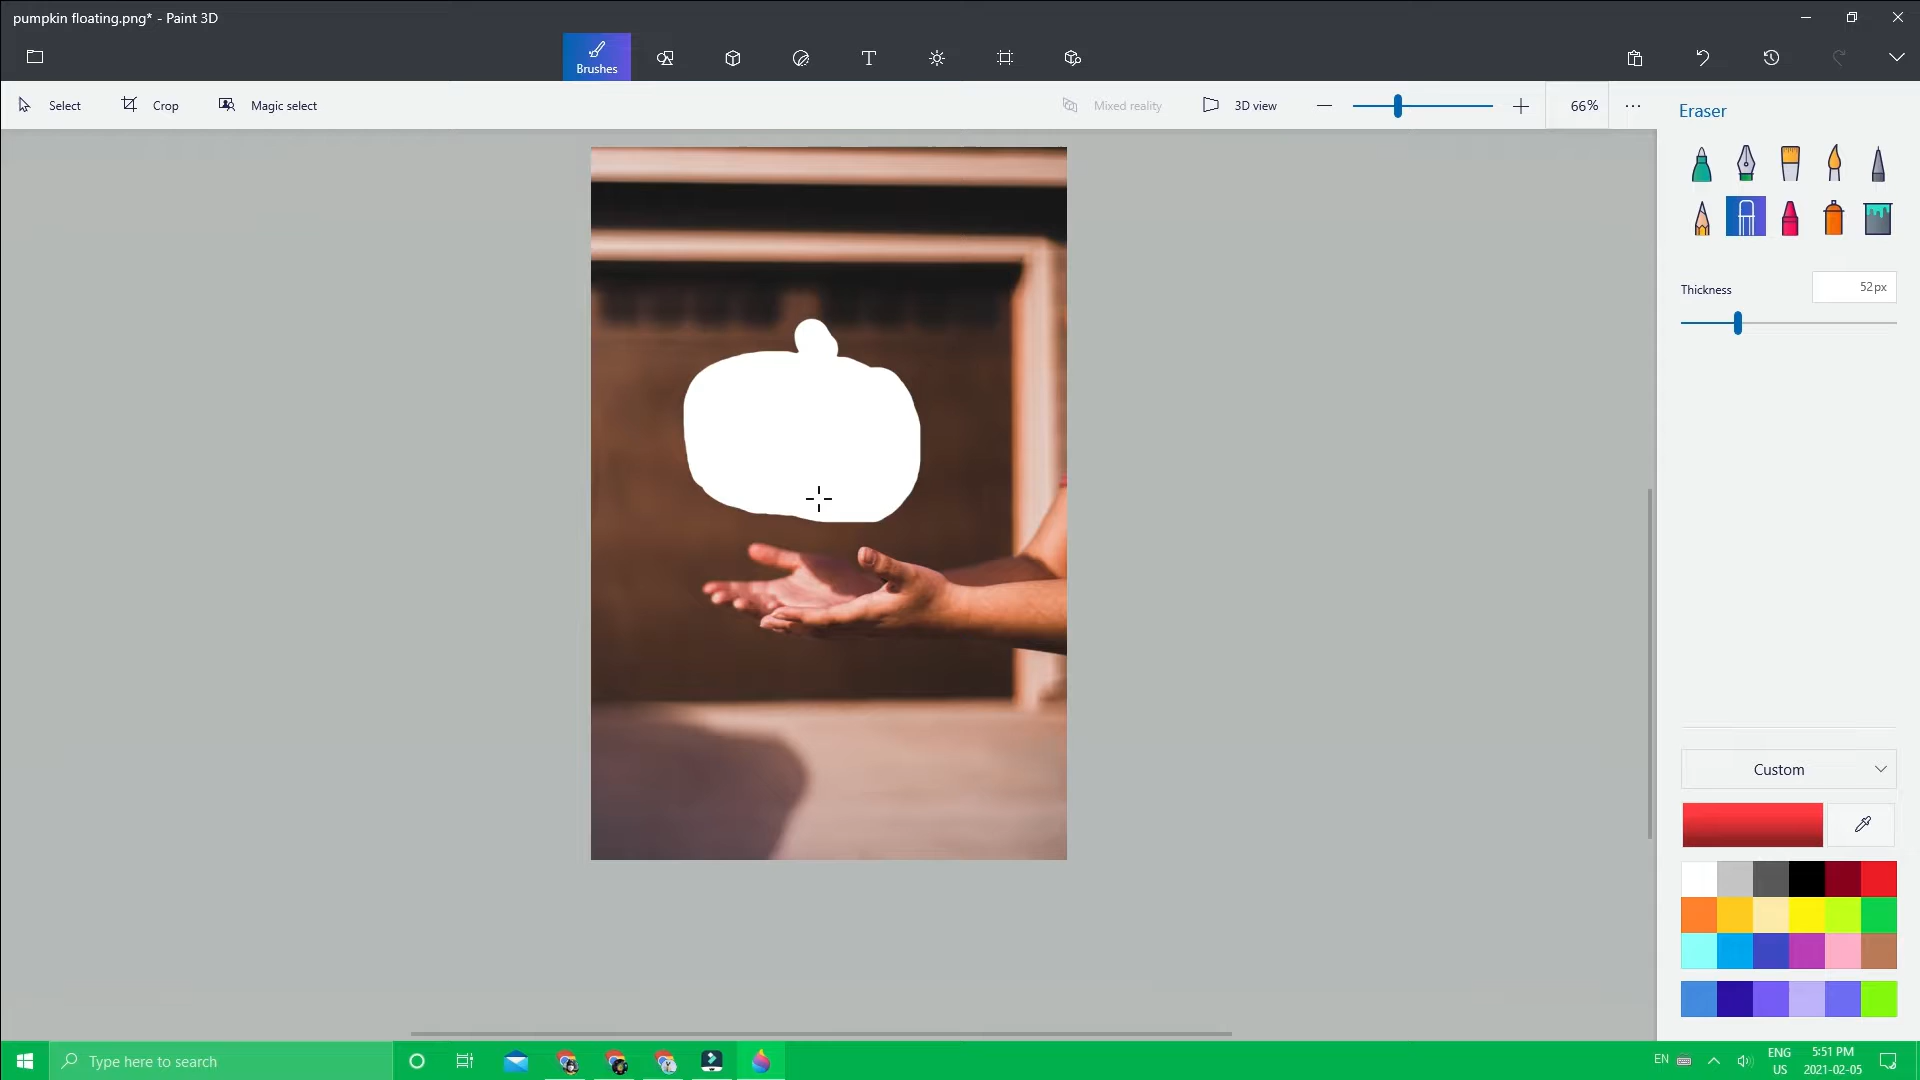 pumpkin floating.png* - Paint 3D
Brushes
Select
Crop
Magic select
Mixed reality
3D view
66%
Eraser
Thickness
52px
Custom
Type here to search
EN
ENG
US
5:51 PM
2021-02-05